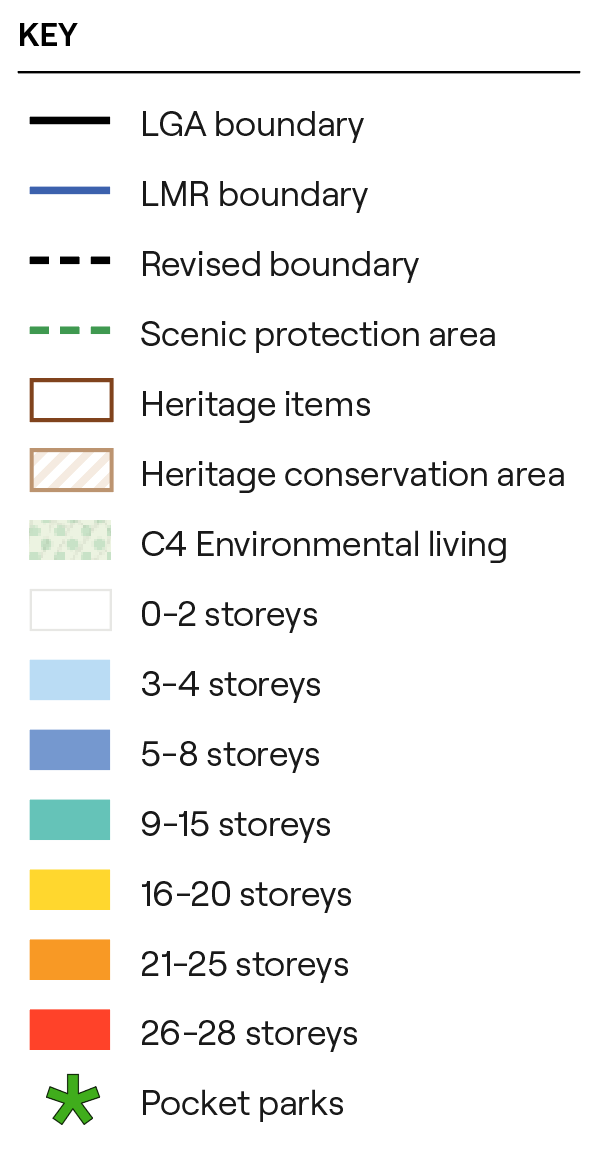 KEY
LGA boundary
LMR boundary
Revised boundary
Scenic protection area
Heritage items
Heritage conservation area
C4 Environmental living
0-2 storeys
3-4 storeys
5-8 storeys
9-15 storeys
16-20 storeys
21-25 storeys
26-28 storeys
Pocket parks